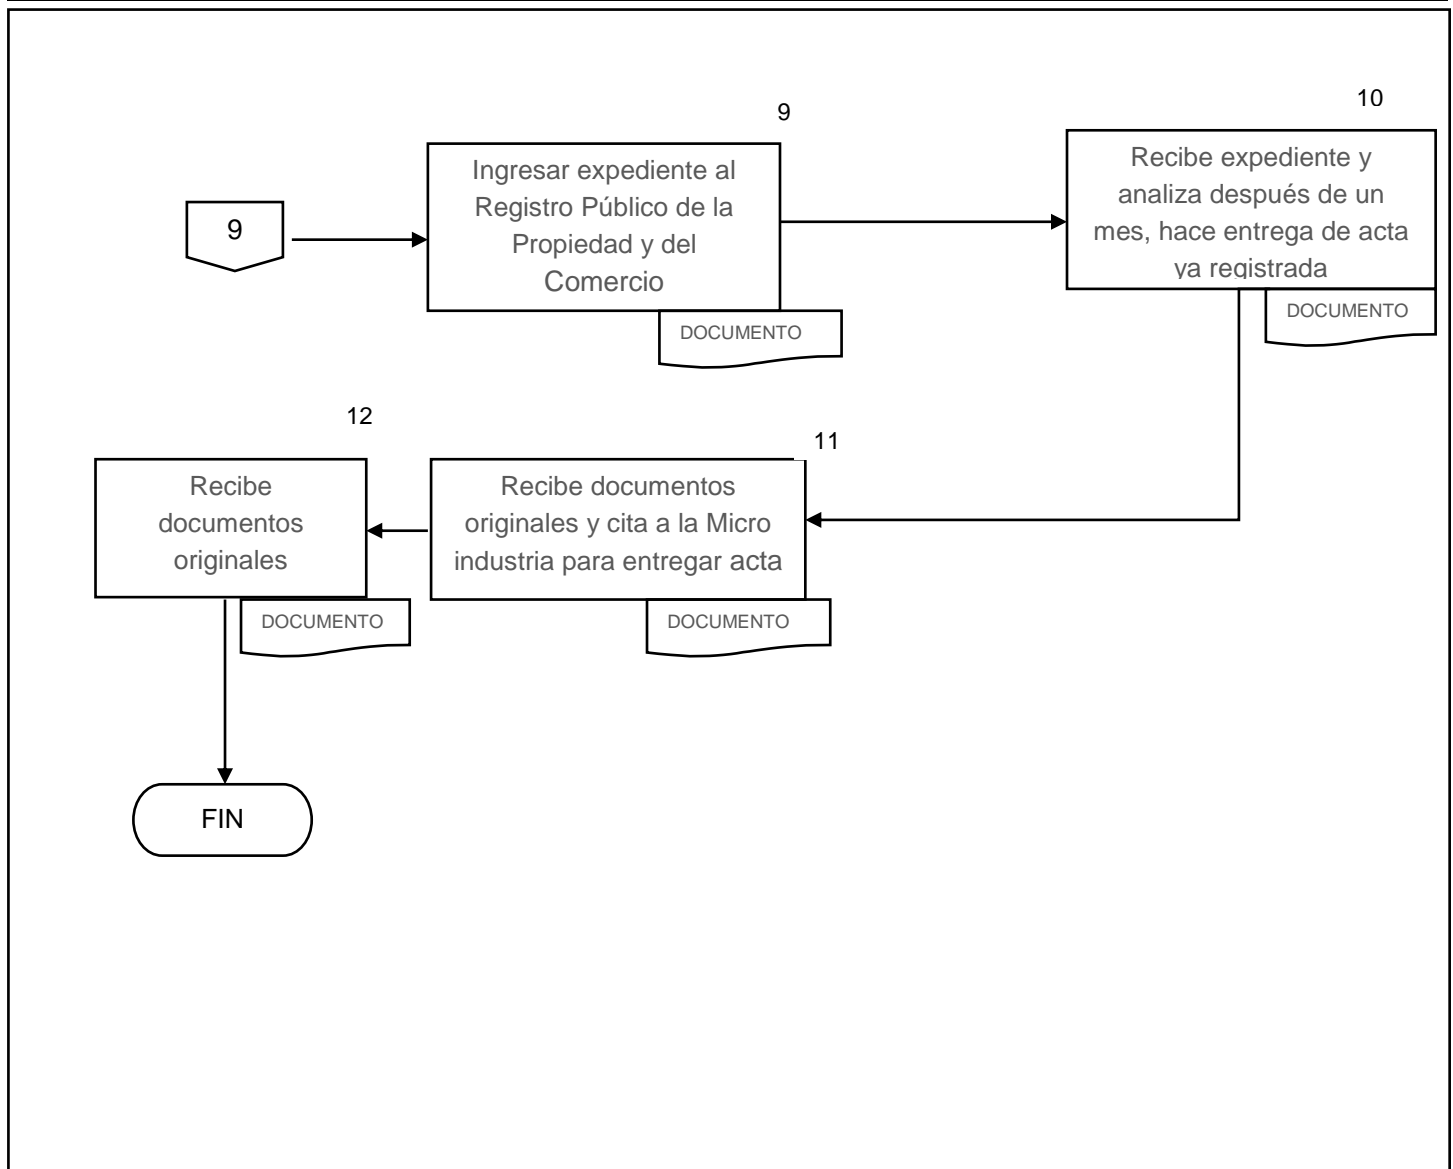 9
10
9
Ingresar expediente al
Registro Público de la
Propiedad y del
Comercio
DOCUMENTO
Recibe expediente y
analiza después de un
mes, hace entrega de acta
ya registrada
DOCUMENTO
12
11
Recibe
documentos
originales
DOCUMENTO
Recibe documentos
originales y cita a la Micro
industria para entregar acta
DOCUMENTO
FIN